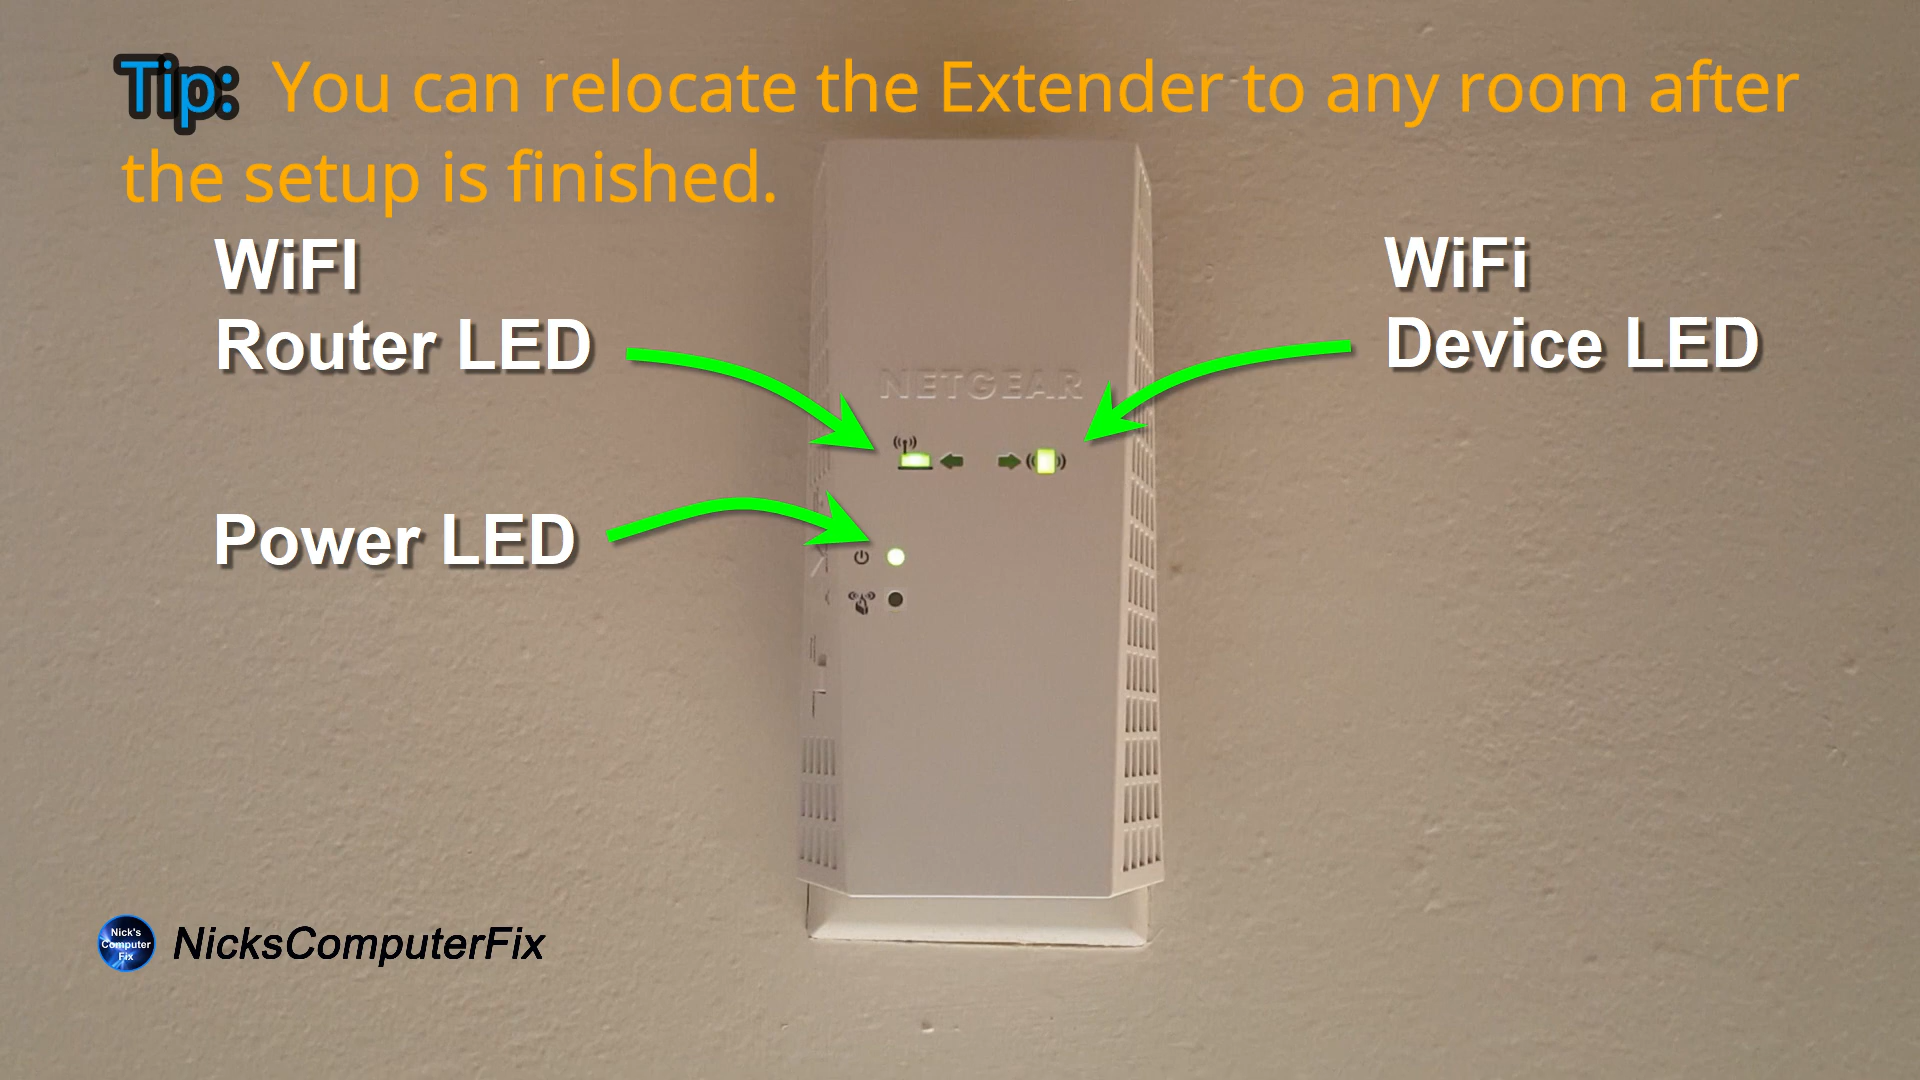 Tip: You can relocate the Extender to any room after
the setup is finished.
WiFI
Router LED
WiFi
Device LED
NETGEAR
Power LED
Nick's
Computer
Fix
NicksComputerFix